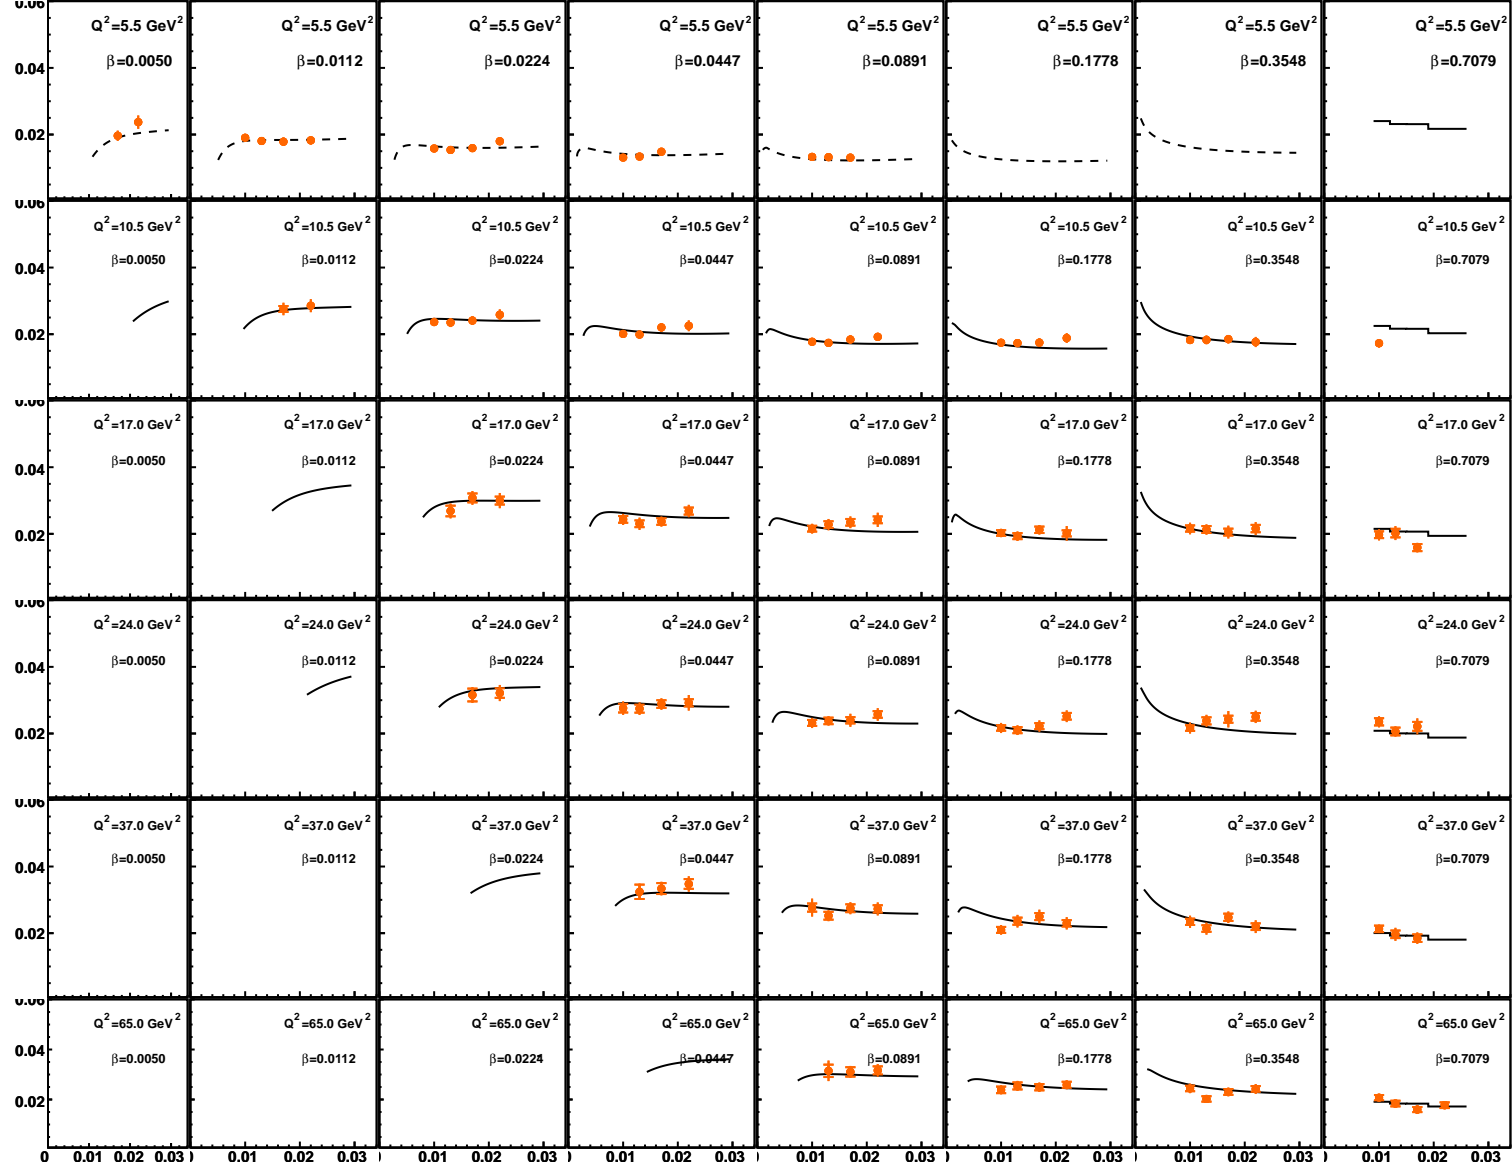 0.06
Q²=5.5 GeV² Q²=5.5 GeV² Q²=5.5 GeV² Q²=5.5 GeV² Q²=5.5 GeV² Q²=5.5 GeV² Q²=5.5 GeV² Q²=5.5 GeV²
0.04 β=0.0050 β=0.0112 β=0.0224 β=0.0447 β=0.0891 β=0.1778 β=0.3548 β=0.7079
0.02
0.06
Q²=10.5 GeV² Q²=10.5 GeV² Q²=10.5 GeV² Q²=10.5 GeV² Q²=10.5 GeV² Q²=10.5 GeV² Q²=10.5 GeV² Q²=10.5 GeV²
0.04 β=0.0050 β=0.0112 β=0.0224 β=0.0447 β=0.0891 β=0.1778 β=0.3548 β=0.7079
0.02
0.06
Q²=17.0 GeV² Q²=17.0 GeV² Q²=17.0 GeV² Q²=17.0 GeV² Q²=17.0 GeV² Q²=17.0 GeV² Q²=17.0 GeV² Q²=17.0 GeV²
0.04 β=0.0050 β=0.0112 β=0.0224 β=0.0447 β=0.0891 β=0.1778 β=0.3548 β=0.7079
0.02
0.06
Q²=24.0 GeV² Q²=24.0 GeV² Q²=24.0 GeV² Q²=24.0 GeV² Q²=24.0 GeV² Q²=24.0 GeV² Q²=24.0 GeV² Q²=24.0 GeV²
0.04 β=0.0050 β=0.0112 β=0.0224 β=0.0447 β=0.0891 β=0.1778 β=0.3548 β=0.7079
0.02
0.06
Q²=37.0 GeV² Q²=37.0 GeV² Q²=37.0 GeV² Q²=37.0 GeV² Q²=37.0 GeV² Q²=37.0 GeV² Q²=37.0 GeV² Q²=37.0 GeV²
0.04 β=0.0050 β=0.0112 β=0.0224 β=0.0447 β=0.0891 β=0.1778 β=0.3548 β=0.7079
0.02
0.06
Q²=65.0 GeV² Q²=65.0 GeV² Q²=65.0 GeV² Q²=65.0 GeV² Q²=65.0 GeV² Q²=65.0 GeV² Q²=65.0 GeV² Q²=65.0 GeV²
0.04 β=0.0050 β=0.0112 β=0.0224 β=0.0447 β=0.0891 β=0.1778 β=0.3548 β=0.7079
0.02
0 0.01 0.02 0.03 0.01 0.02 0.03 0.01 0.02 0.03 0.01 0.02 0.03 0.01 0.02 0.03 0.01 0.02 0.03 0.01 0.02 0.03 0.01 0.02 0.03